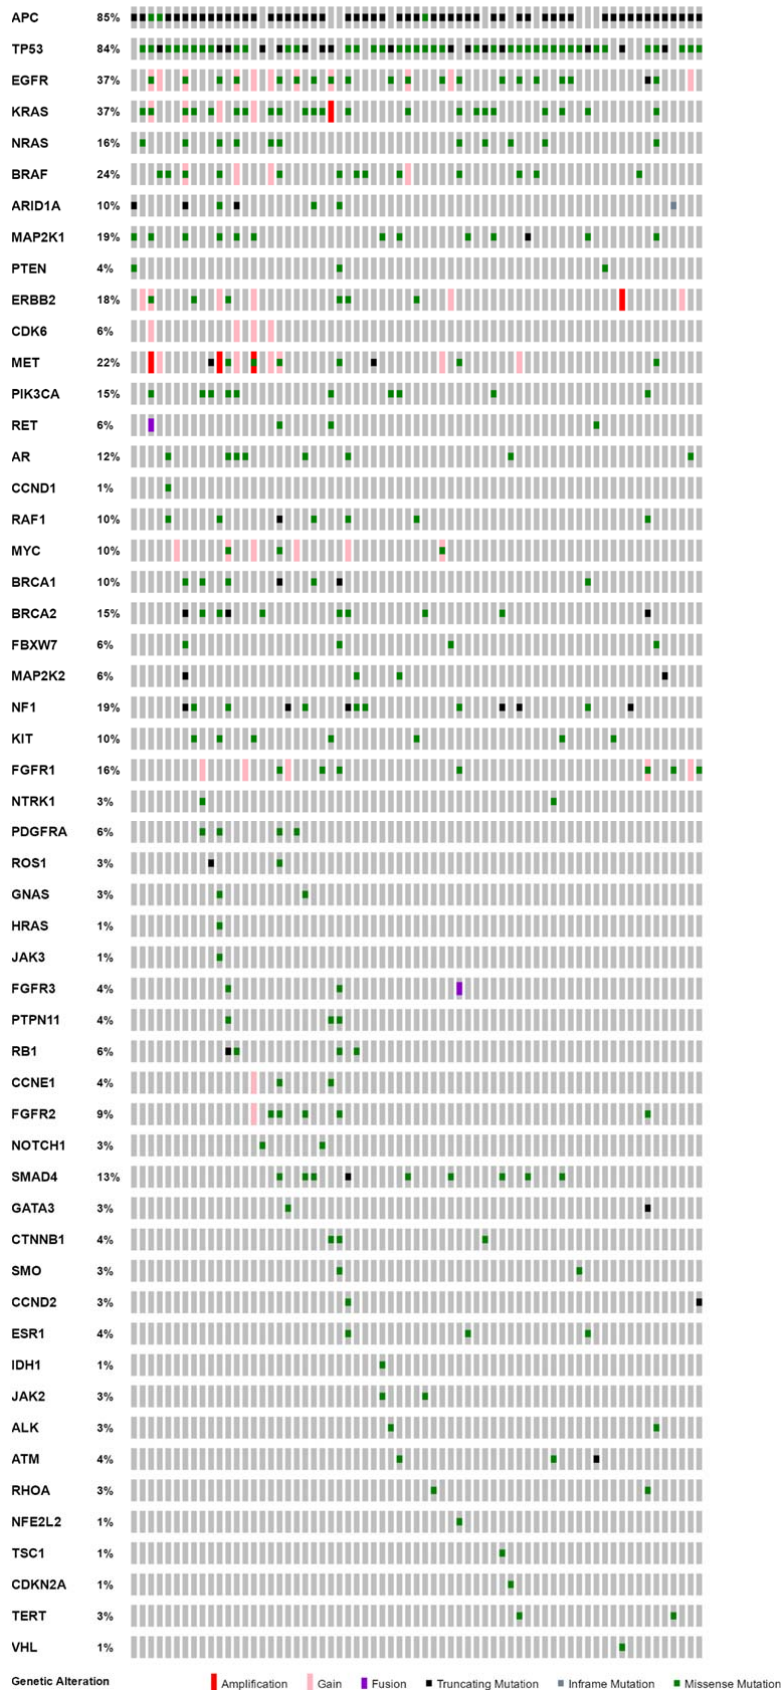 APC 85%
TP53 84%
EGFR 37%
KRAS 37%
NRAS 16%
BRAF 24%
ARID1A 10%
MAP2K1 19%
PTEN 4%
ERBB2 18%
CDK6 6%
MET 22%
PIK3CA 15%
RET 6%
AR 12%
CCND1 1%
RAF1 10%
MYC 10%
BRCA1 10%
BRCA2 15%
FBXW7 6%
MAP2K2 6%
NF1 19%
KIT 10%
FGFR1 16%
NTRK1 3%
PDGFRA 6%
ROS1 3%
GNAS 3%
HRAS 1%
JAK3 1%
FGFR3 4%
PTPN11 4%
RB1 6%
CCNE1 4%
FGFR2 9%
NOTCH1 3%
SMAD4 13%
GATA3 3%
CTNNB1 4%
SMO 3%
CCND2 3%
ESR1 4%
IDH1 1%
JAK2 3%
ALK 3%
ATM 4%
RHOA 3%
NFE2L2 1%
TSC1 1%
CDKN2A 1%
TERT 3%
VHL 1%
Genetic Alteration Amplification Gain Fusion Truncating Mutation Inframe Mutation Missense Mutation